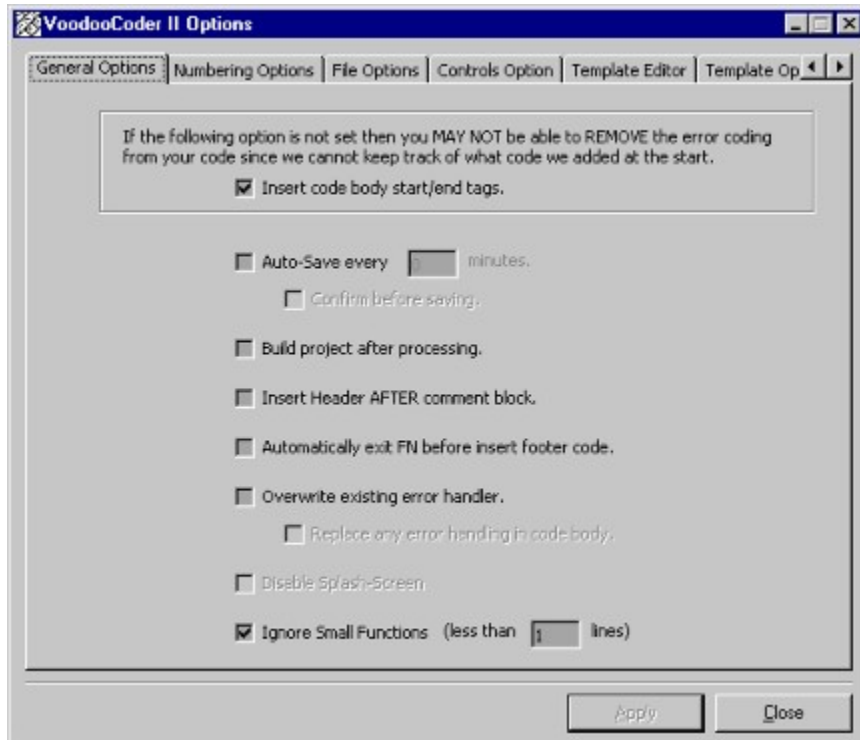 VoodooCoder II Options
General Options Numbering Options File Options Controls Option Template Editor Template Op
If the following option is not set then you MAY NOT be able to REMOVE the error coding
from your code since we cannot keep track of what code we added at the start.
Insert code body start/end tags.
Auto-Save every minutes.
Confirm before saving.
Build project after processing.
Insert Header AFTER comment block.
Automatically exit FN before insert footer code.
Overwrite existing error handler.
Replace any error handing in code body.
Disable Splash-Screen
Ignore Small Functions (less than 1 lines)
Apply Close